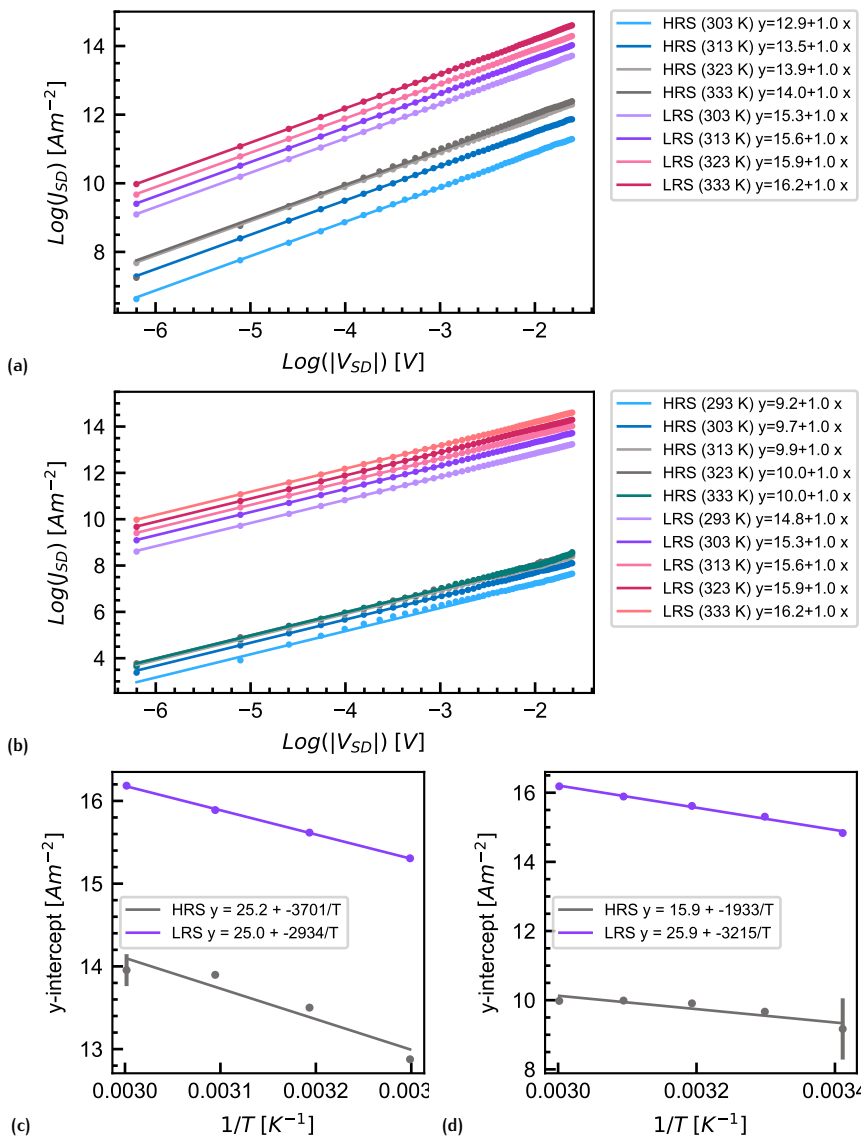 14
12
10
8
Log(J_SD) [Am^−2]
−6
−5
−4
−3
−2
Log(|V_SD|) [V]
HRS (303 K) y=12.9+1.0 x
HRS (313 K) y=13.5+1.0 x
HRS (323 K) y=13.9+1.0 x
HRS (333 K) y=14.0+1.0 x
LRS (303 K) y=15.3+1.0 x
LRS (313 K) y=15.6+1.0 x
LRS (323 K) y=15.9+1.0 x
LRS (333 K) y=16.2+1.0 x
(a)
14
12
10
8
6
4
Log(J_SD) [Am^−2]
−6
−5
−4
−3
−2
Log(|V_SD|) [V]
HRS (293 K) y=9.2+1.0 x
HRS (303 K) y=9.7+1.0 x
HRS (313 K) y=9.9+1.0 x
HRS (323 K) y=10.0+1.0 x
HRS (333 K) y=10.0+1.0 x
LRS (293 K) y=14.8+1.0 x
LRS (303 K) y=15.3+1.0 x
LRS (313 K) y=15.6+1.0 x
LRS (323 K) y=15.9+1.0 x
LRS (333 K) y=16.2+1.0 x
(b)
16
15
14
13
y-intercept [Am^−2]
HRS y = 25.2 + -3701/T
LRS y = 25.0 + -2934/T
0.0030
0.0031
0.0032
0.003
1/T [K^−1]
(c)
16
14
12
10
8
y-intercept [Am^−2]
HRS y = 15.9 + -1933/T
LRS y = 25.9 + -3215/T
0.0030
0.0032
0.0034
1/T [K^−1]
(d)